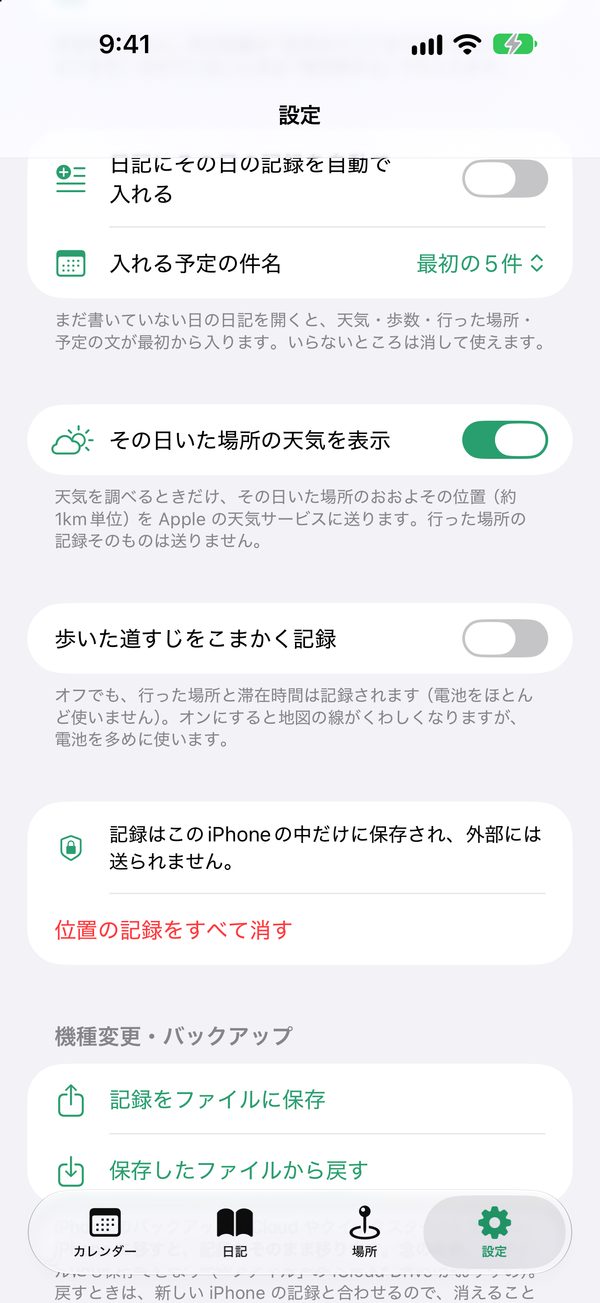 9:41
設定
日記にその日の記録を自動で
入れる
入れる予定の件名
最初の5件
まだ書いていない日の日記を開くと、天気・歩数・行った場所・
予定の文が最初から入ります。いらないところは消して使えます。
その日いた場所の天気を表示
天気を調べるときだけ、その日いた場所のおおよその位置（約
1km単位）を Apple の天気サービスに送ります。行った場所の
記録そのものは送りません。
歩いた道すじをこまかく記録
オフでも、行った場所と滞在時間は記録されます（電池をほとん
ど使いません）。オンにすると地図の線がくわしくなりますが、
電池を多めに使います。
記録はこのiPhoneの中だけに保存され、外部には
送られません。
位置の記録をすべて消す
機種変更・バックアップ
記録をファイルに保存
保存したファイルから戻す
カレンダー
日記
場所
設定
戻すときは、新しい iPhone の記録と合わせるので、消えること